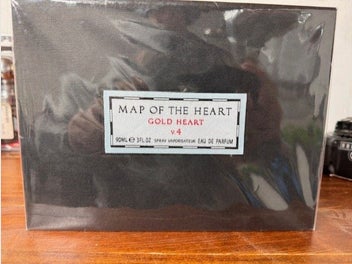 MAP OF THE HEART
GOLD HEART
v.4
90ML ℮ 3FL OZ SPRAY VAPORISATEUR EAU DE PARFUM